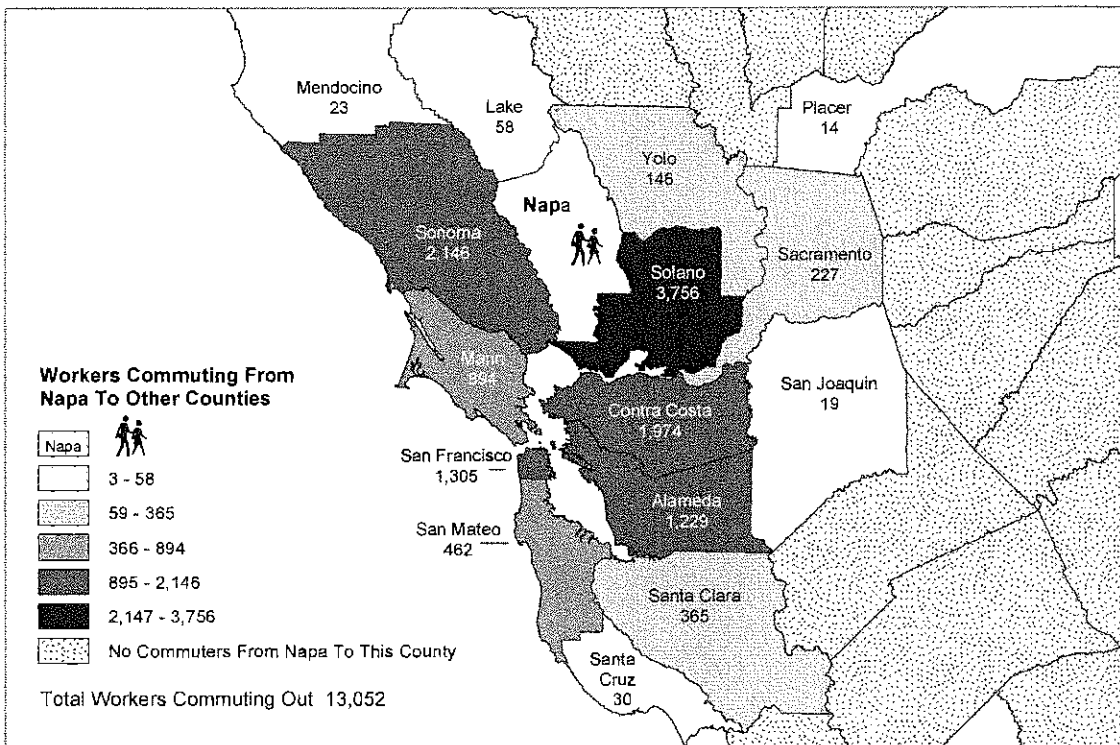 Mendocino
23
Lake
58
Placer
14
Yolo
146
Napa
Sonoma
2,146
Solano
3,756
Sacramento
227
Marin
894
San Joaquin
19
Contra Costa
1,974
San Francisco
1,305
Alameda
1,229
San Mateo
462
Santa Clara
365
Santa
Cruz
30
Workers Commuting From
Napa To Other Counties
Napa
3 - 58
59 - 365
366 - 894
895 - 2,146
2,147 - 3,756
No Commuters From Napa To This County
Total Workers Commuting Out 13,052